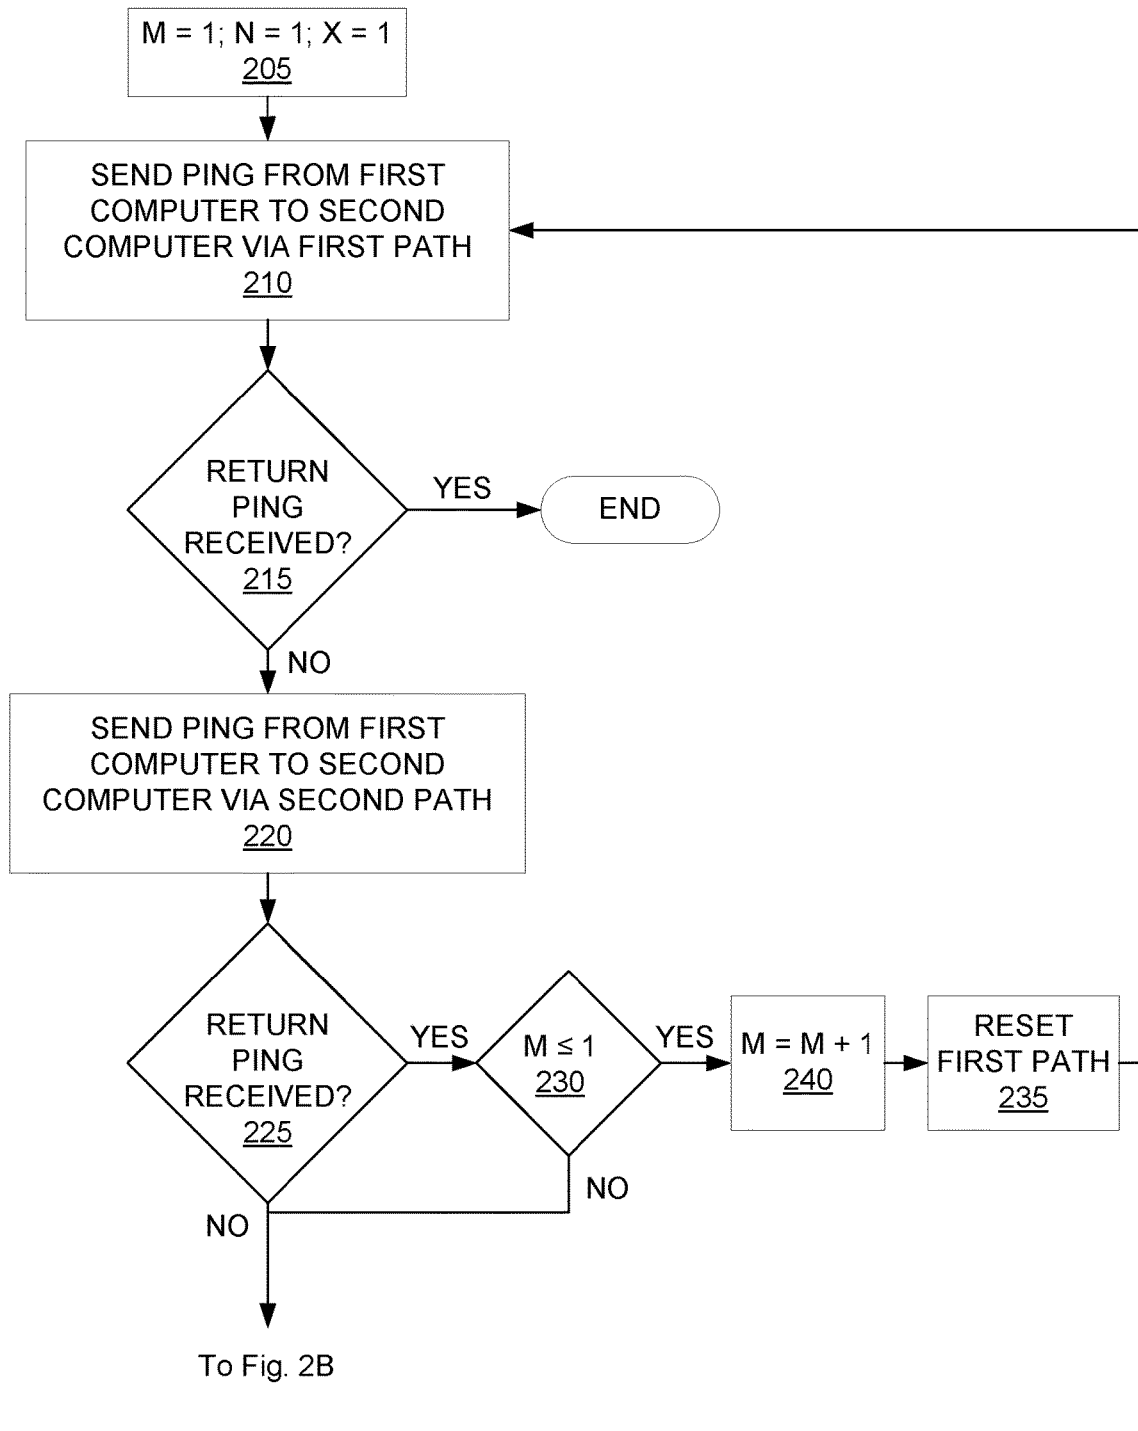 M = 1; N = 1; X = 1
205
SEND PING FROM FIRST
COMPUTER TO SECOND
COMPUTER VIA FIRST PATH
210
RETURN
PING
RECEIVED?
215
YES
END
NO
SEND PING FROM FIRST
COMPUTER TO SECOND
COMPUTER VIA SECOND PATH
220
RETURN
PING
RECEIVED?
225
YES
M ≤ 1
230
YES
M = M + 1
240
RESET
FIRST PATH
235
NO
NO
To Fig. 2B